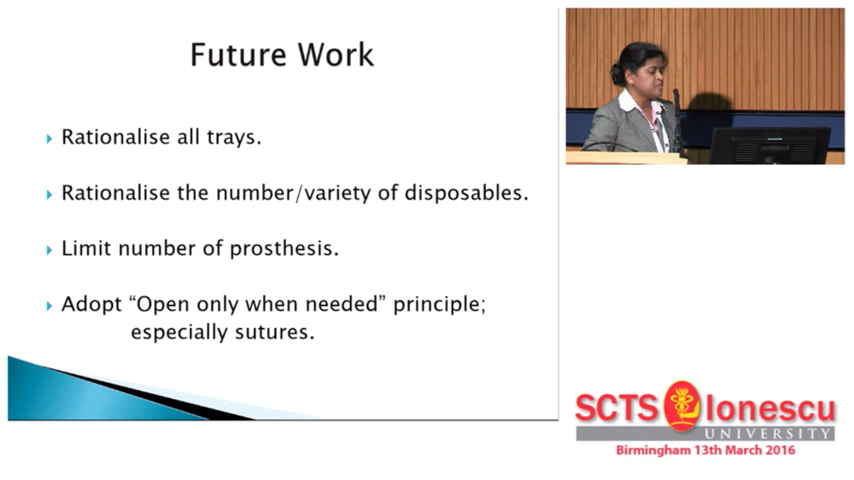 Future Work
Rationalise all trays.
Rationalise the number/variety of disposables.
Limit number of prosthesis.
Adopt “Open only when needed” principle;
especially sutures.
SCTS Ionescu
UNIVERSITY
Birmingham 13th March 2016